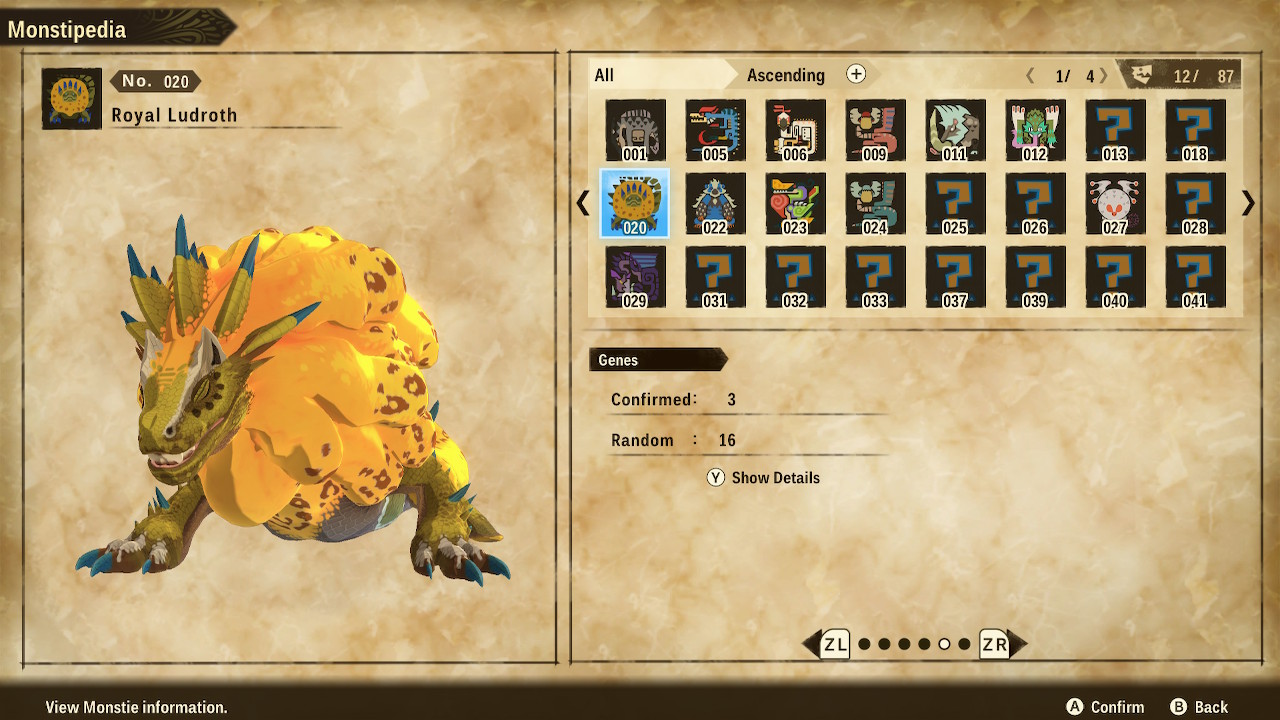 Monstipedia
No. 020
Royal Ludroth
All
Ascending
1/ 4
12/ 87
001 005 006 009 011 012 013 018
020 022 023 024 025 026 027 028
029 031 032 033 037 039 040 041
Genes
Confirmed: 3
Random : 16
Y Show Details
ZL ZR
View Monstie information.
A Confirm B Back